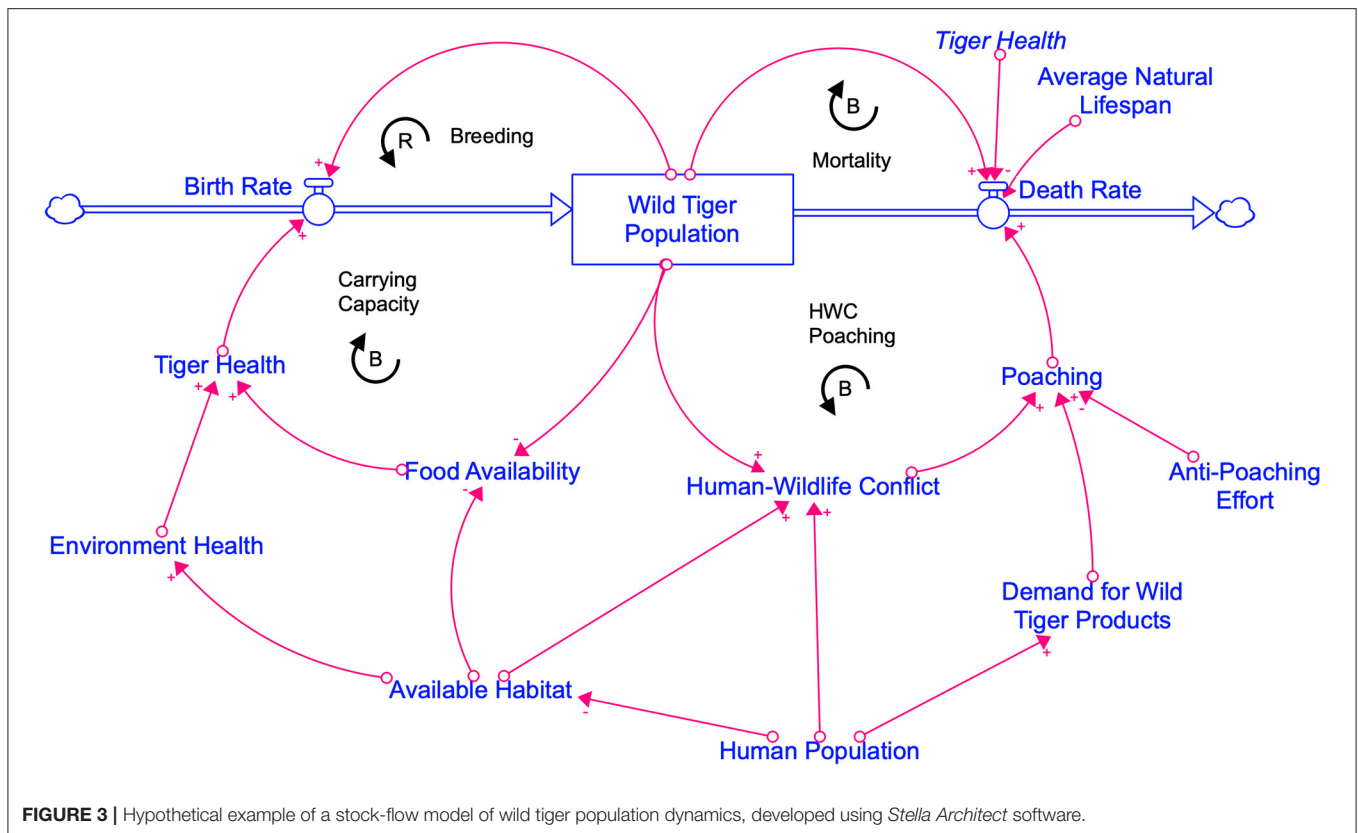 Tiger Health
Average Natural
Lifespan
R
Breeding
B
Mortality
+
+
-
Birth Rate
Wild Tiger
Population
Death Rate
+
+
Carrying
Capacity
B
HWC
Poaching
B
Tiger Health
+
+
Poaching
+
+
-
-
Food Availability
-
+
Human-Wildlife Conflict
+
+
Anti-Poaching
Effort
Environment Health
+
Demand for Wild
Tiger Products
+
Available Habitat
-
Human Population
FIGURE 3 | Hypothetical example of a stock-flow model of wild tiger population dynamics, developed using Stella Architect software.